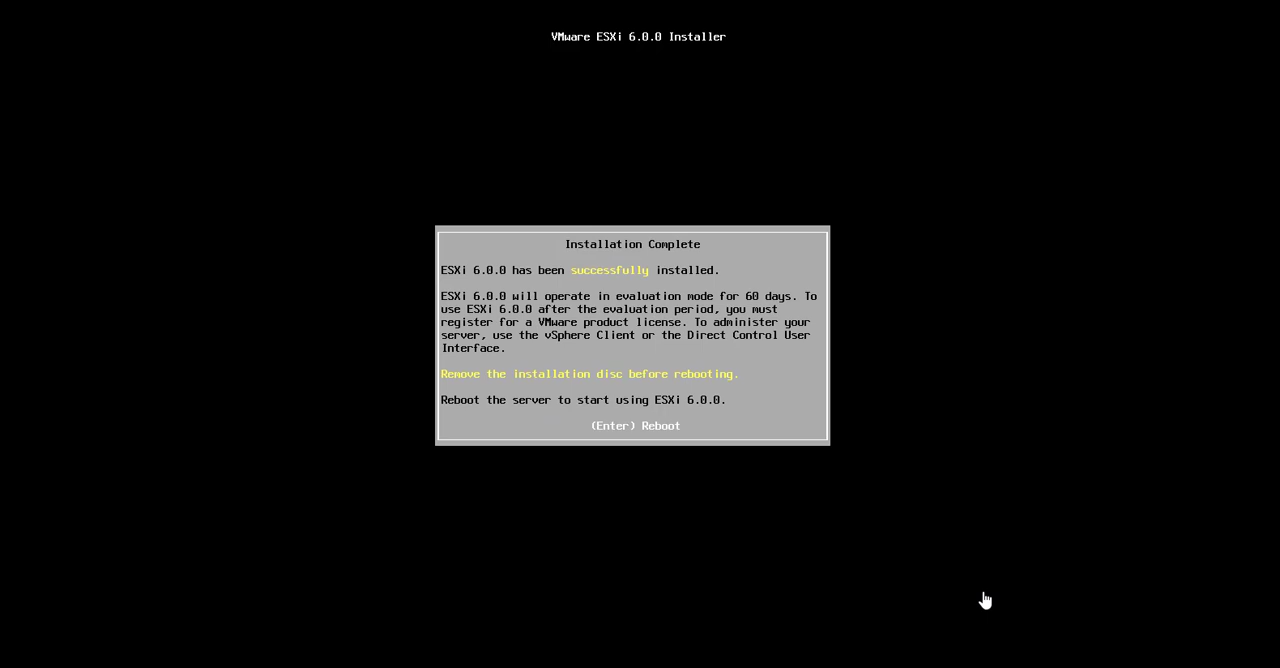 VMware ESXi 6.0.0 Installer
Installation Complete
ESXi 6.0.0 has been successfully installed.
ESXi 6.0.0 will operate in evaluation mode for 60 days. To
use ESXi 6.0.0 after the evaluation period, you must
register for a VMware product license. To administer your
server, use the vSphere Client or the Direct Control User
Interface.
Remove the installation disc before rebooting.
Reboot the server to start using ESXi 6.0.0.
(Enter) Reboot